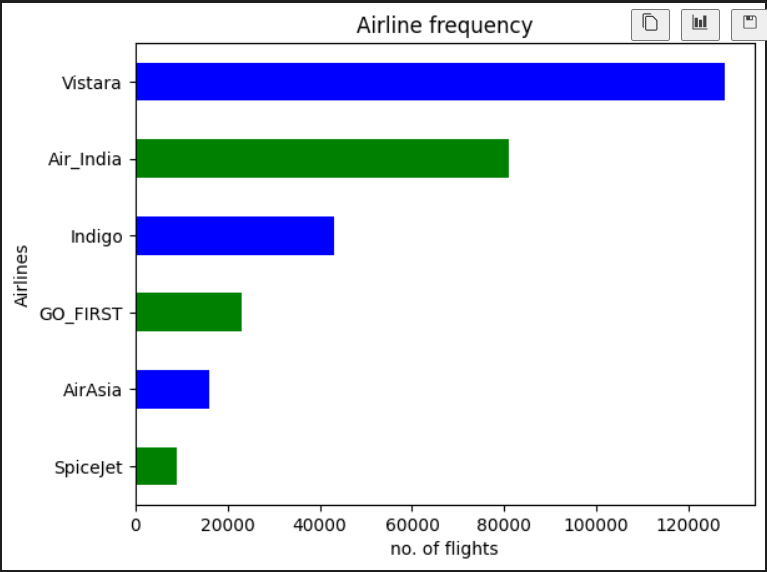 Airline frequency
Vistara
Air_India
Indigo
GO_FIRST
AirAsia
SpiceJet
Airlines
0 20000 40000 60000 80000 100000 120000
no. of flights